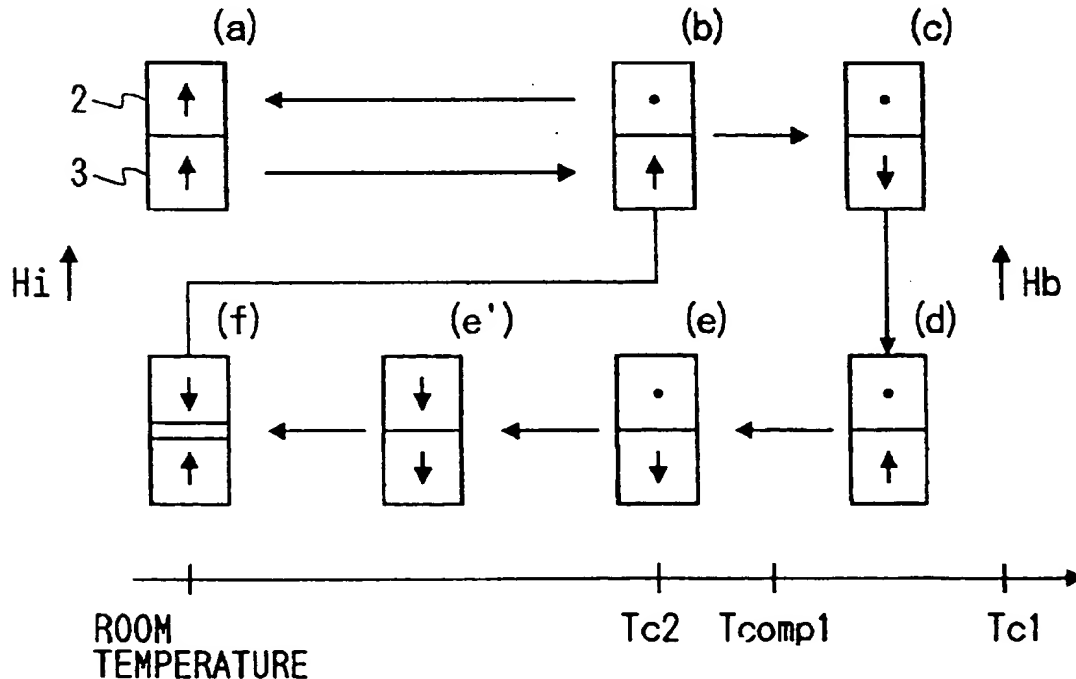 (a) (b) (c)
2
3
Hi Hb
(f) (e') (e) (d)
ROOM TEMPERATURE Tc2 Tcomp1 Tc1